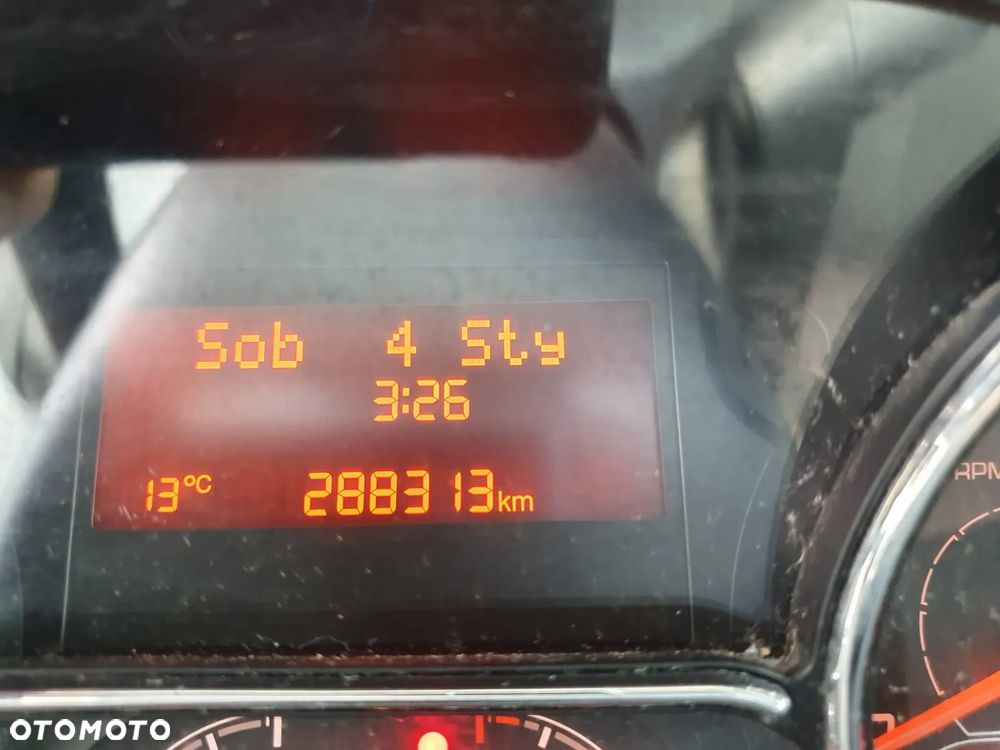 Sob 4 Sty
3:26
13°C 288313km
RPM
OTOMOTO